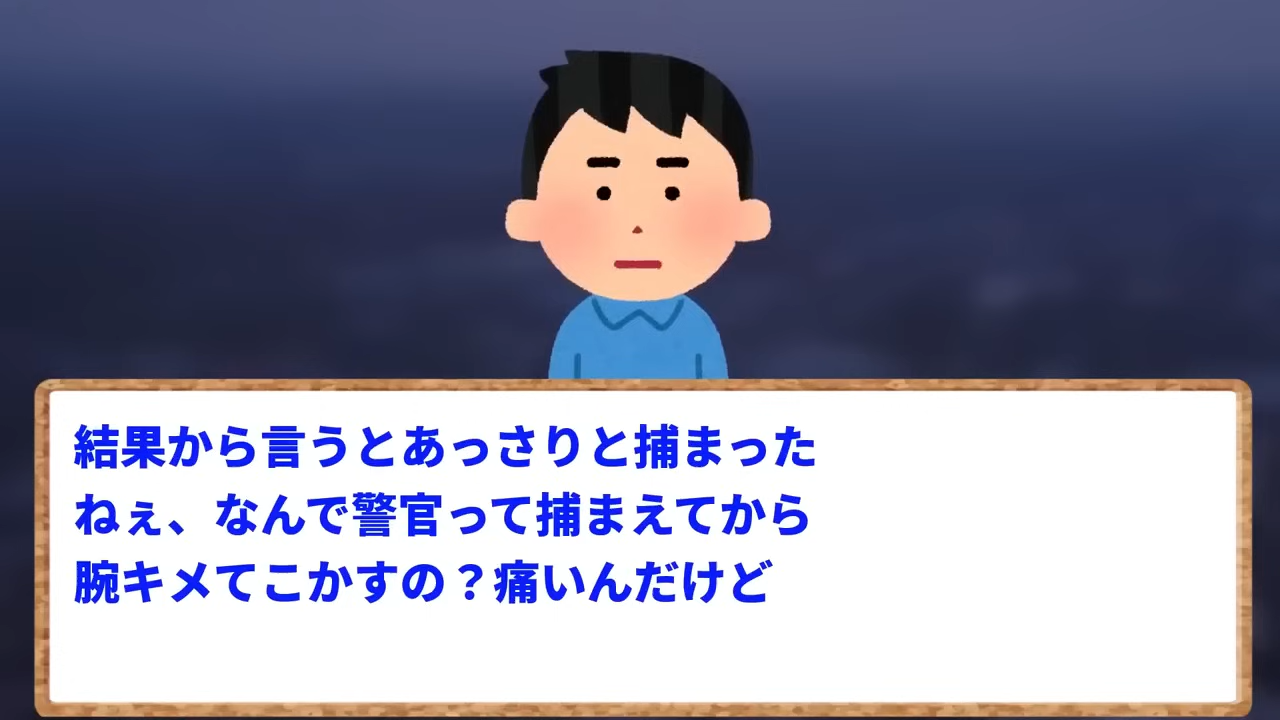 結果から言うとあっさりと捕まった
ねぇ、なんで警官って捕まえてから
腕キメてこかすの？痛いんだけど